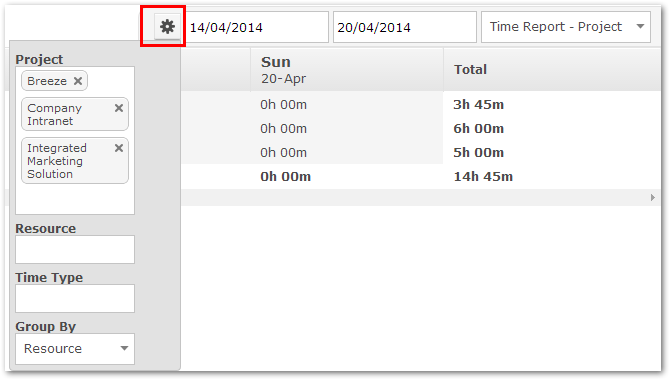 14/04/2014
20/04/2014
Time Report - Project
Project
Breeze
Company
Intranet
Integrated
Marketing
Solution
Resource
Time Type
Group By
Resource
Sun
20-Apr
Total
0h 00m
3h 45m
0h 00m
6h 00m
0h 00m
5h 00m
0h 00m
14h 45m